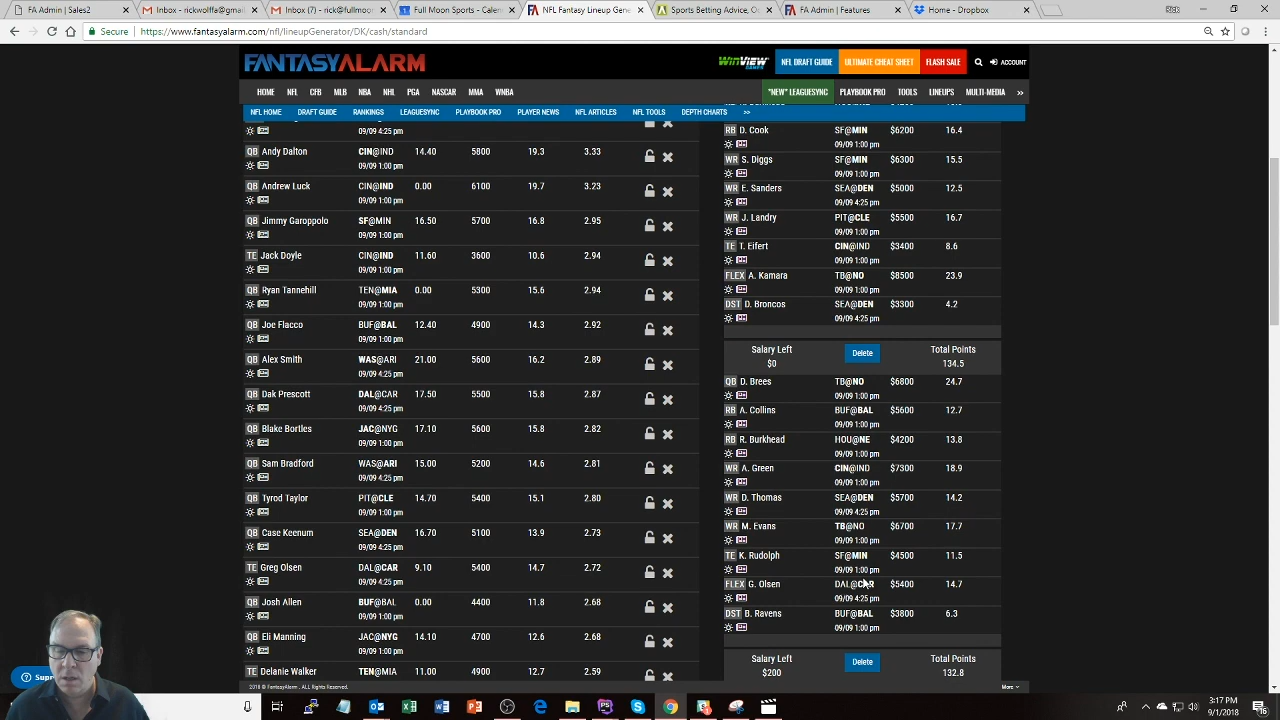 FA Admin | Sales2
Inbox - rickwolffa@gmail.
Inbox (7) - rick@fullmoon
Full Moon Sports - Calen
NFL Fantasy Lineup Gene
Sports Betting Advice, Od
FA Admin | Features
Home - Dropbox
Secure https://www.fantasyalarm.com/nfl/lineupGenerator/DK/cash/standard
FANTASYALARM WINVIEW GAMES NFL DRAFT GUIDE ULTIMATE CHEAT SHEET FLASH SALE ACCOUNT
HOME NFL CFB MLB NBA NHL PGA NASCAR MMA WNBA *NEW* LEAGUESYNC PLAYBOOK PRO TOOLS LINEUPS MULTI-MEDIA >>
NFL HOME DRAFT GUIDE RANKINGS LEAGUESYNC PLAYBOOK PRO PLAYER NEWS NFL ARTICLES NFL TOOLS DEPTH CHARTS >>
09/09 4:25 pm
QB Andy Dalton CIN@IND 14.40 5800 19.3 3.33
09/09 1:00 pm
QB Andrew Luck CIN@IND 0.00 6100 19.7 3.23
09/09 1:00 pm
QB Jimmy Garoppolo SF@MIN 16.50 5700 16.8 2.95
09/09 1:00 pm
TE Jack Doyle CIN@IND 11.60 3600 10.6 2.94
09/09 1:00 pm
QB Ryan Tannehill TEN@MIA 0.00 5300 15.6 2.94
09/09 1:00 pm
QB Joe Flacco BUF@BAL 12.40 4900 14.3 2.92
09/09 1:00 pm
QB Alex Smith WAS@ARI 21.00 5600 16.2 2.89
09/09 4:25 pm
QB Dak Prescott DAL@CAR 17.50 5500 15.8 2.87
09/09 4:25 pm
QB Blake Bortles JAC@NYG 17.10 5600 15.8 2.82
09/09 1:00 pm
QB Sam Bradford WAS@ARI 15.00 5200 14.6 2.81
09/09 4:25 pm
QB Tyrod Taylor PIT@CLE 14.70 5400 15.1 2.80
09/09 1:00 pm
QB Case Keenum SEA@DEN 16.70 5100 13.9 2.73
09/09 4:25 pm
TE Greg Olsen DAL@CAR 9.10 5400 14.7 2.72
09/09 4:25 pm
QB Josh Allen BUF@BAL 0.00 4400 11.8 2.68
09/09 1:00 pm
QB Eli Manning JAC@NYG 14.10 4700 12.6 2.68
09/09 1:00 pm
TE Delanie Walker TEN@MIA 11.00 4900 12.7 2.59
09/09 1:00 pm
RB D. Cook SF@MIN $6200 16.4
09/09 1:00 pm
WR S. Diggs SF@MIN $6300 15.5
09/09 1:00 pm
WR E. Sanders SEA@DEN $5000 12.5
09/09 4:25 pm
WR J. Landry PIT@CLE $5500 16.7
09/09 1:00 pm
TE T. Eifert CIN@IND $3400 8.6
09/09 1:00 pm
FLEX A. Kamara TB@NO $8500 23.9
09/09 1:00 pm
DST D. Broncos SEA@DEN $3300 4.2
09/09 4:25 pm
Salary Left Delete Total Points
$0 134.5
QB D. Brees TB@NO $6800 24.7
09/09 1:00 pm
RB A. Collins BUF@BAL $5600 12.7
09/09 1:00 pm
RB R. Burkhead HOU@NE $4200 13.8
09/09 1:00 pm
WR A. Green CIN@IND $7300 18.9
09/09 1:00 pm
WR D. Thomas SEA@DEN $5700 14.2
09/09 4:25 pm
WR M. Evans TB@NO $6700 17.7
09/09 1:00 pm
TE K. Rudolph SF@MIN $4500 11.5
09/09 1:00 pm
FLEX G. Olsen DAL@CAR $5400 14.7
09/09 4:25 pm
DST B. Ravens BUF@BAL $3800 6.3
09/09 1:00 pm
Salary Left Delete Total Points
$200 132.8
Supp
2018 © FantasyAlarm . ALL Rights Reserved.
More
3:17 PM
9/1/2018